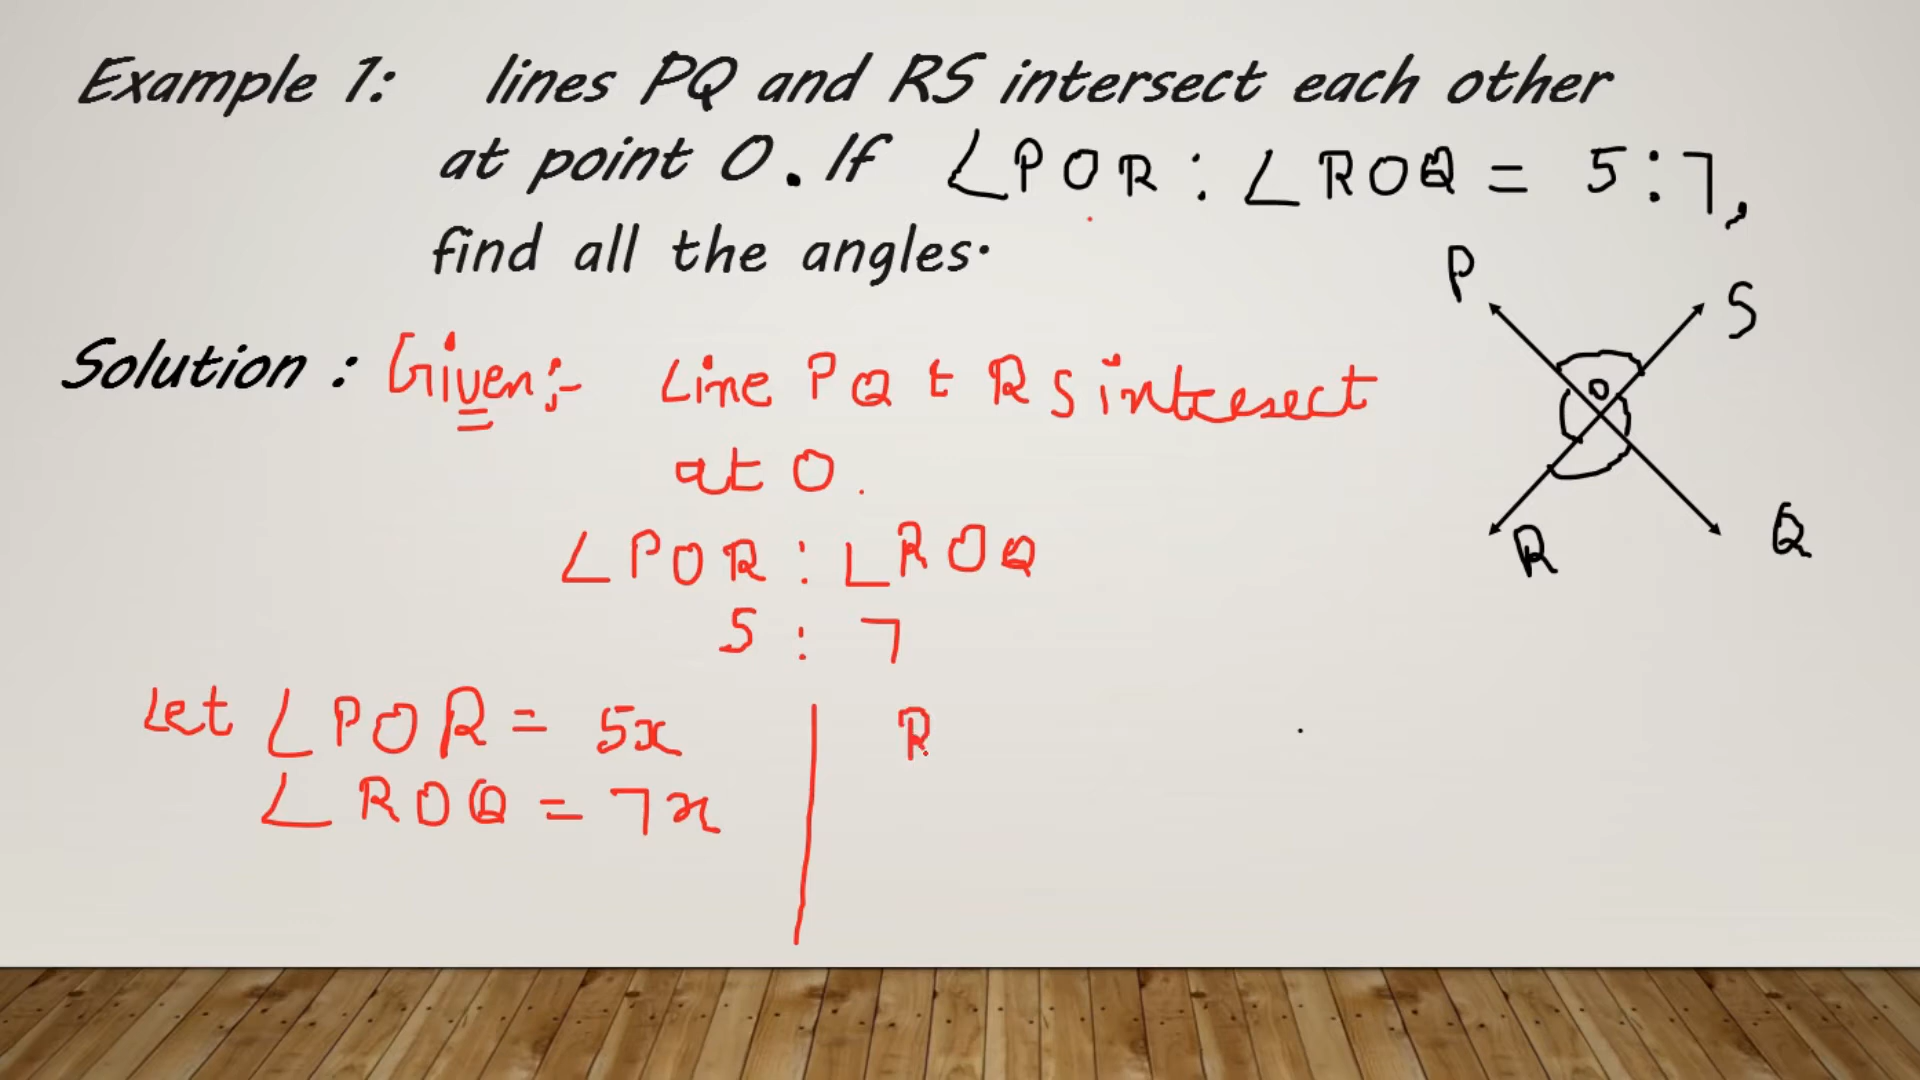 Example 1: lines PQ and RS intersect each other
at point O. If ∠POR : ∠ROQ = 5:7,
find all the angles.
P
S
O
R
Q
Solution : Given:- Line PQ & RS intersect
at O.
∠POR : ∠ROQ
5 : 7
Let ∠POR = 5x
∠ROQ = 7x
R